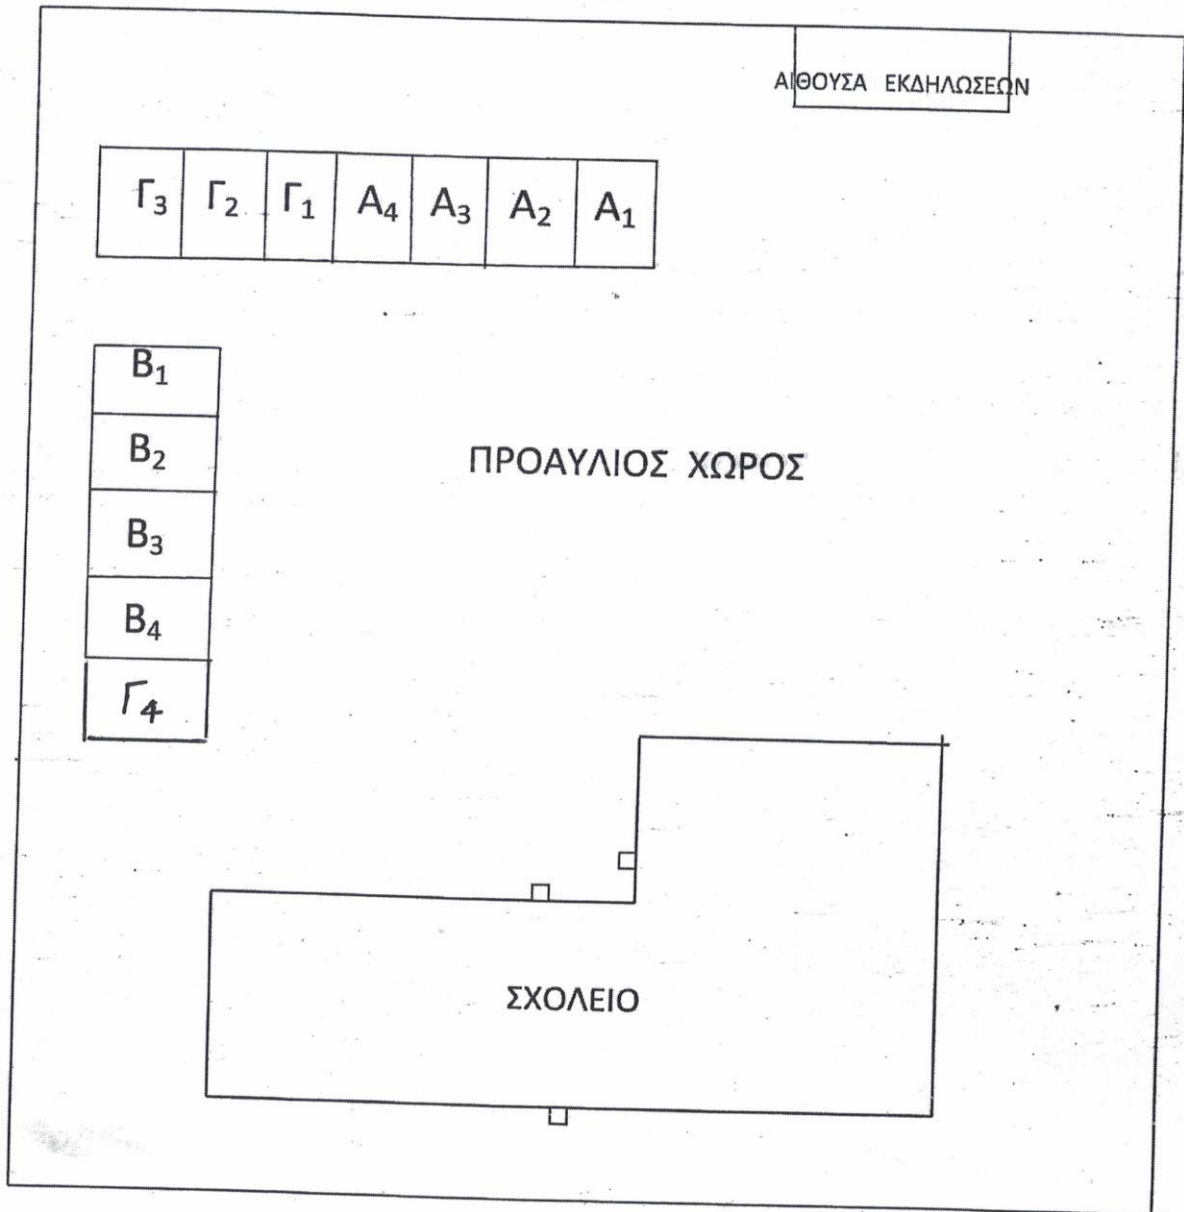 ΑΙΘΟΥΣΑ ΕΚΔΗΛΩΣΕΩΝ
Γ₃ Γ₂ Γ₁ Α₄ Α₃ Α₂ Α₁
Β₁
Β₂
ΠΡΟΑΥΛΙΟΣ ΧΩΡΟΣ
Β₃
Β₄
Γ₄
ΣΧΟΛΕΙΟ